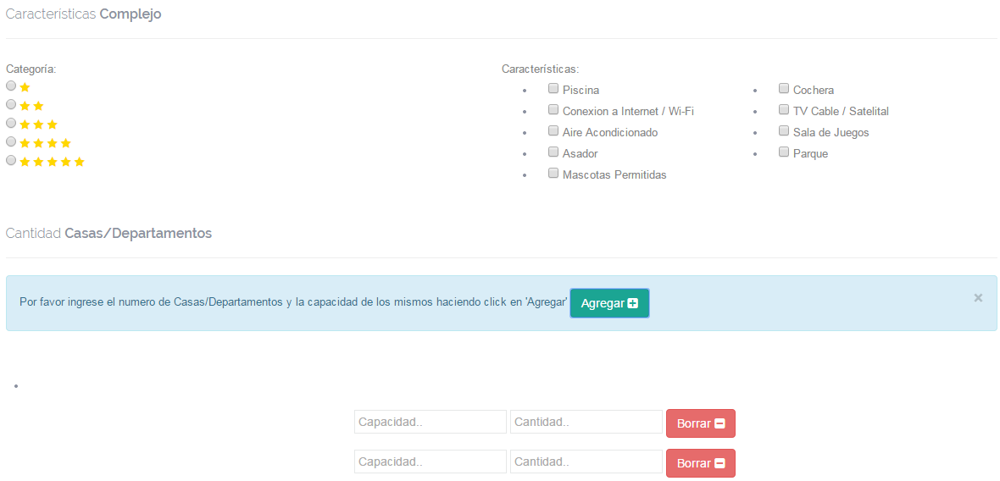 Caracteristicas Complejo
Categoría:
Características:
Piscina
Conexion a Internet / Wi-Fi
Aire Acondicionado
Asador
Mascotas Permitidas
Cochera
TV Cable / Satelital
Sala de Juegos
Parque
Cantidad Casas/Departamentos
Por favor ingrese el numero de Casas/Departamentos y la capacidad de los mismos haciendo click en 'Agregar' Agregar
×
Capacidad.. Cantidad.. Borrar
Capacidad.. Cantidad.. Borrar